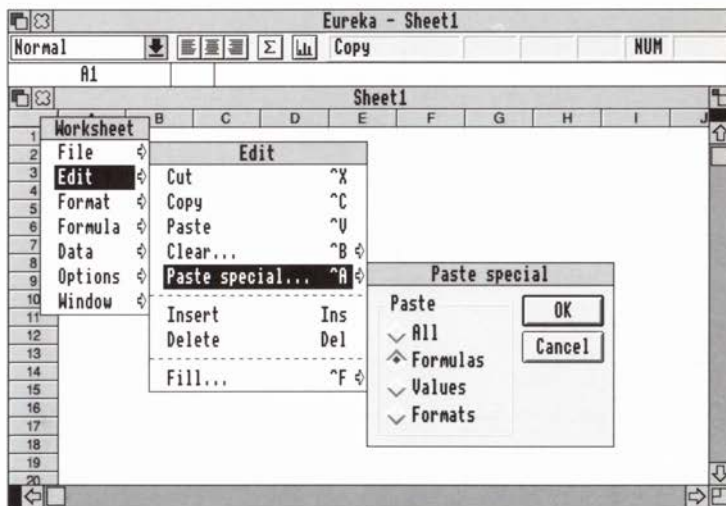 Eureka - Sheet1
Normal Σ Copy NUM
A1
Sheet1
A B C D E F G H I J
Worksheet
File
Edit
Format
Formula
Data
Options
Window
Edit
Cut ^X
Copy ^C
Paste ^V
Clear... ^B
Paste special... ^A
Insert Ins
Delete Del
Fill... ^F
Paste special
Paste
All
Formulas
Values
Formats
OK
Cancel
1
2
3
4
5
6
7
8
9
10
11
12
13
14
15
16
17
18
19
20